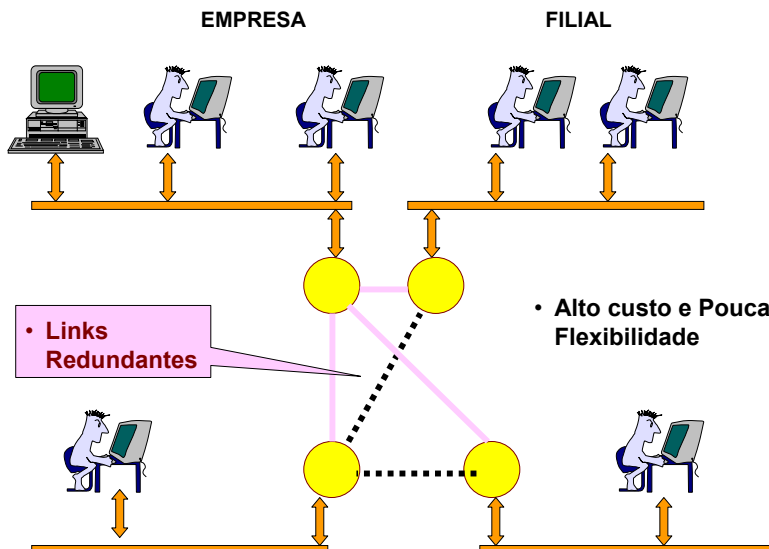 EMPRESA
FILIAL
• Links
Redundantes
• Alto custo e Pouca
Flexibilidade